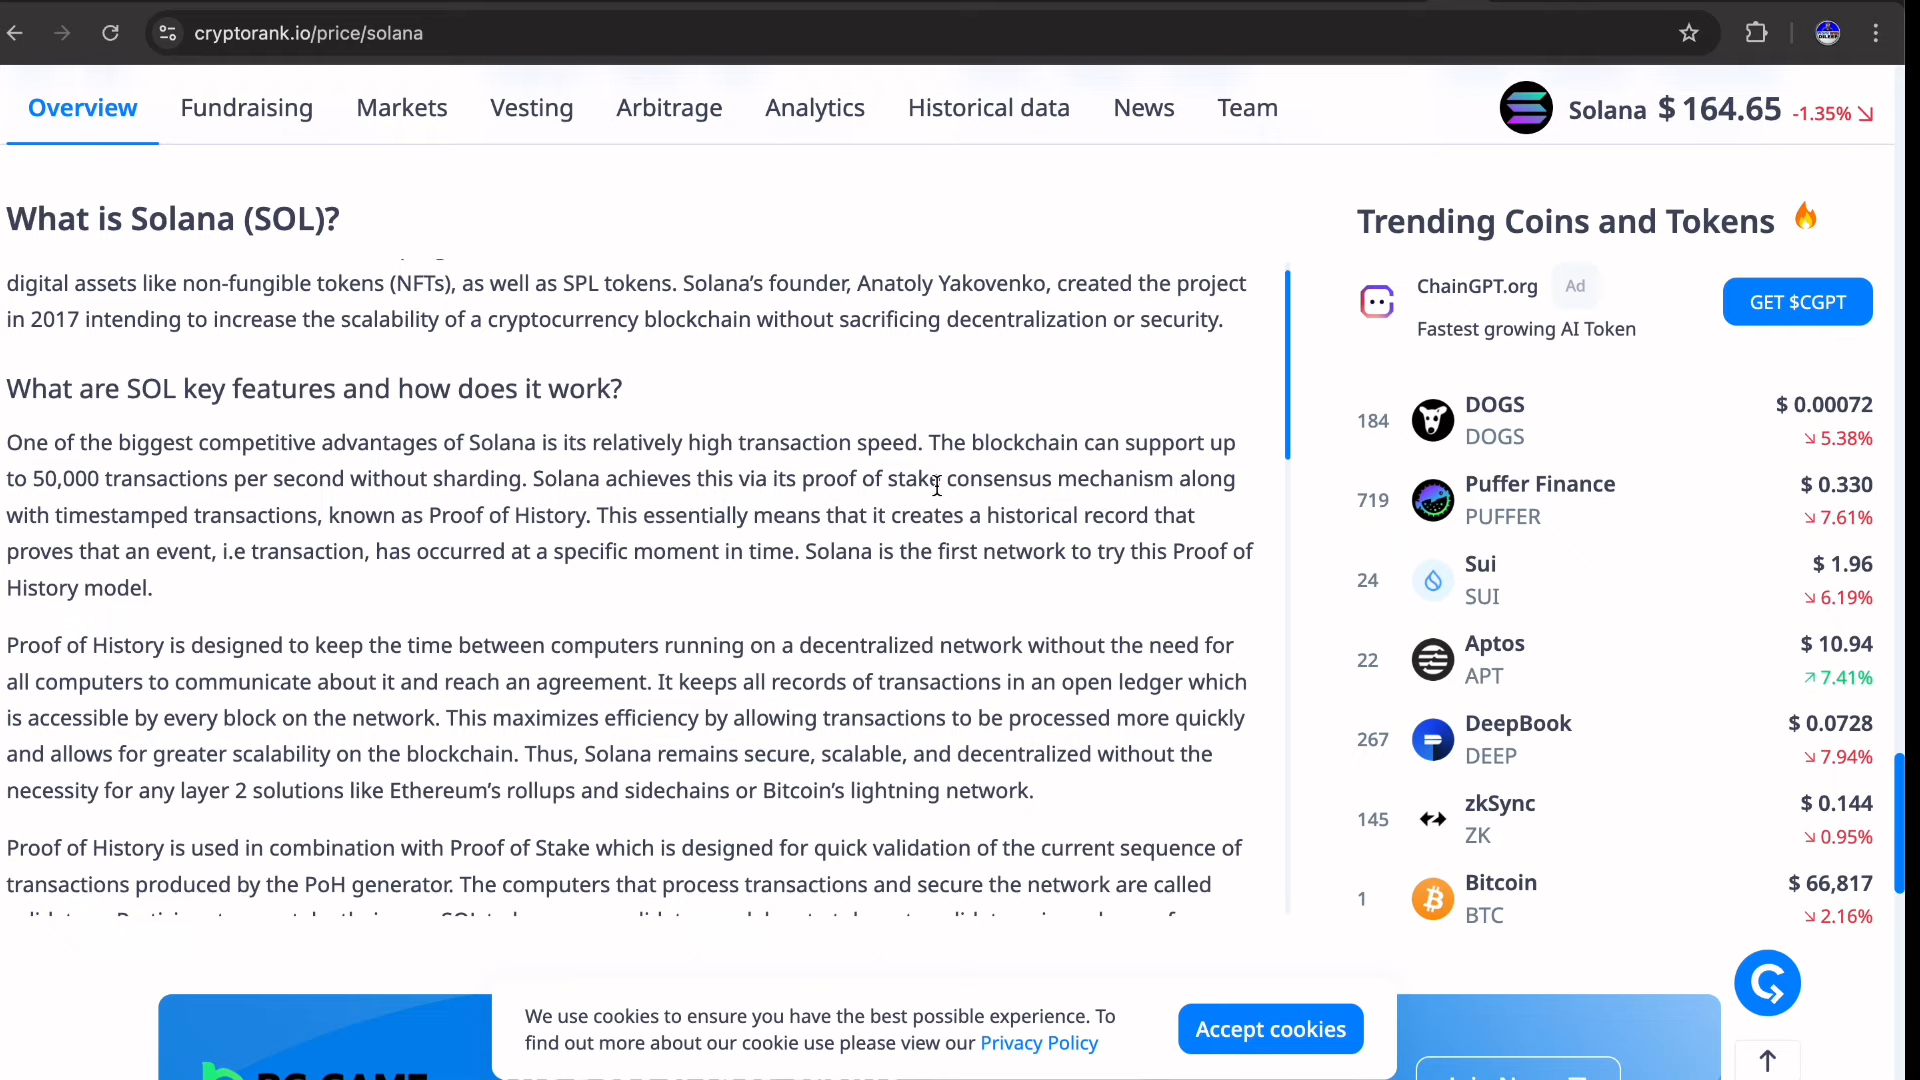 cryptorank.io/price/solana
Overview
Fundraising
Markets
Vesting
Arbitrage
Analytics
Historical data
News
Team
Solana $ 164.65 -1.35%
What is Solana (SOL)?
digital assets like non-fungible tokens (NFTs), as well as SPL tokens. Solana’s founder, Anatoly Yakovenko, created the project
in 2017 intending to increase the scalability of a cryptocurrency blockchain without sacrificing decentralization or security.
What are SOL key features and how does it work?
One of the biggest competitive advantages of Solana is its relatively high transaction speed. The blockchain can support up
to 50,000 transactions per second without sharding. Solana achieves this via its proof of stake consensus mechanism along
with timestamped transactions, known as Proof of History. This essentially means that it creates a historical record that
proves that an event, i.e transaction, has occurred at a specific moment in time. Solana is the first network to try this Proof of
History model.
Proof of History is designed to keep the time between computers running on a decentralized network without the need for
all computers to communicate about it and reach an agreement. It keeps all records of transactions in an open ledger which
is accessible by every block on the network. This maximizes efficiency by allowing transactions to be processed more quickly
and allows for greater scalability on the blockchain. Thus, Solana remains secure, scalable, and decentralized without the
necessity for any layer 2 solutions like Ethereum’s rollups and sidechains or Bitcoin’s lightning network.
Proof of History is used in combination with Proof of Stake which is designed for quick validation of the current sequence of
transactions produced by the PoH generator. The computers that process transactions and secure the network are called
Trending Coins and Tokens
ChainGPT.org Ad
Fastest growing AI Token
GET $CGPT
184 DOGS $ 0.00072
DOGS 5.38%
719 Puffer Finance $ 0.330
PUFFER 7.61%
24 Sui $ 1.96
SUI 6.19%
22 Aptos $ 10.94
APT 7.41%
267 DeepBook $ 0.0728
DEEP 7.94%
145 zkSync $ 0.144
ZK 0.95%
1 Bitcoin $ 66,817
BTC 2.16%
We use cookies to ensure you have the best possible experience. To
find out more about our cookie use please view our Privacy Policy
Accept cookies